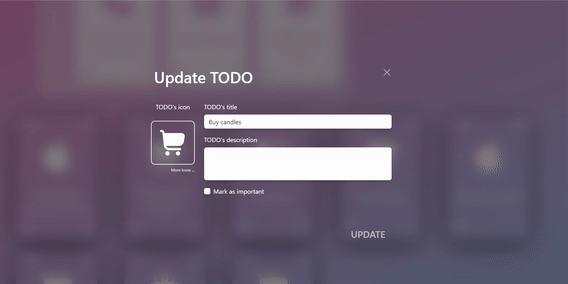 Update TODO
TODO's icon
TODO's title
Buy candles
TODO's description
More Icons ...
Mark as important
UPDATE